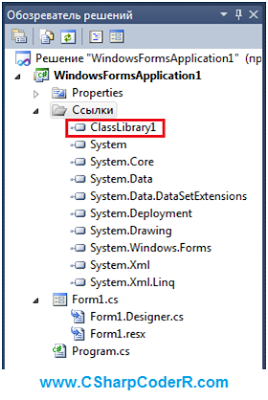 Обозреватель решений
Решение "WindowsFormsApplication1" (пр
WindowsFormsApplication1
Properties
Ссылки
ClassLibrary1
System
System.Core
System.Data
System.Data.DataSetExtensions
System.Deployment
System.Drawing
System.Windows.Forms
System.Xml
System.Xml.Linq
Form1.cs
Form1.Designer.cs
Form1.resx
Program.cs
www.CSharpCoderR.com